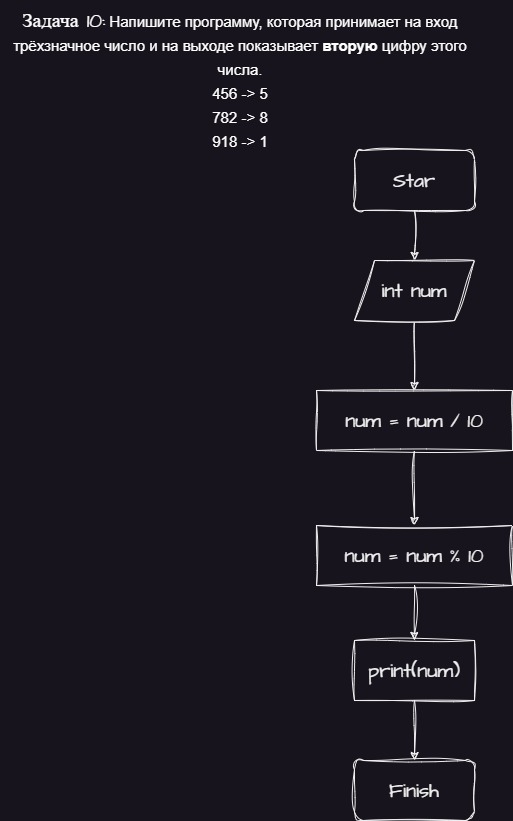 Задача 10: Напишите программу, которая принимает на вход
трёхзначное число и на выходе показывает вторую цифру этого
числа.
456 -> 5
782 -> 8
918 -> 1
Star
int num
num = num / 10
num = num % 10
print(num)
Finish